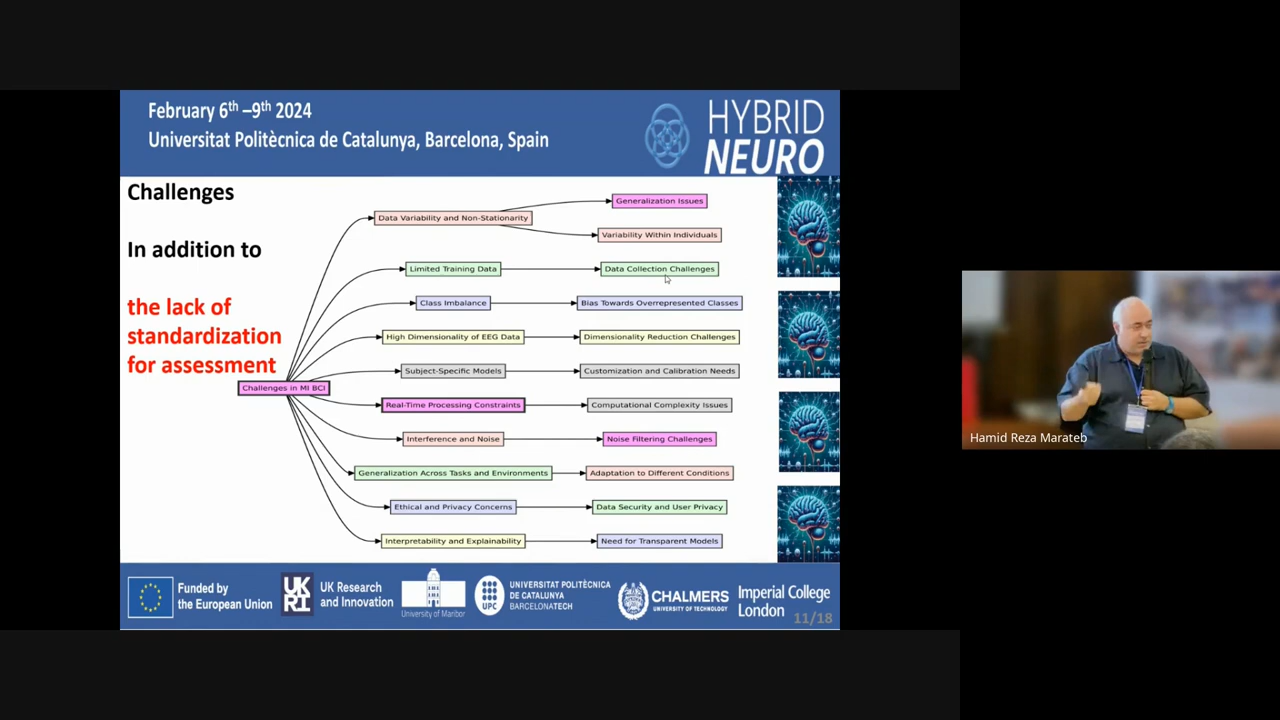 February 6th –9th 2024
Universitat Politècnica de Catalunya, Barcelona, Spain
HYBRID
NEURO
Challenges
In addition to
the lack of
standardization
for assessment
Challenges in MI BCI
Data Variability and Non-Stationarity
Generalization Issues
Variability Within Individuals
Limited Training Data
Data Collection Challenges
Class Imbalance
Bias Towards Overrepresented Classes
High Dimensionality of EEG Data
Dimensionality Reduction Challenges
Subject-Specific Models
Customization and Calibration Needs
Real-Time Processing Constraints
Computational Complexity Issues
Interference and Noise
Noise Filtering Challenges
Generalization Across Tasks and Environments
Adaptation to Different Conditions
Ethical and Privacy Concerns
Data Security and User Privacy
Interpretability and Explainability
Need for Transparent Models
Funded by
the European Union
UK
RI
UK Research
and Innovation
University of Maribor
UPC
UNIVERSITAT POLITÈCNICA
DE CATALUNYA
BARCELONATECH
CHALMERS
UNIVERSITY OF TECHNOLOGY
Imperial College
London
11/18
Hamid Reza Marateb